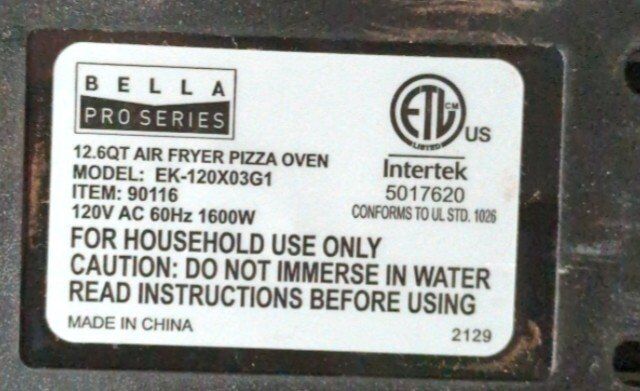 BELLA
PRO SERIES
12.6QT AIR FRYER PIZZA OVEN
MODEL: EK-120X03G1
ITEM: 90116
120V AC 60Hz 1600W
ETL CM
LISTED
US
Intertek
5017620
CONFORMS TO UL STD. 1026
FOR HOUSEHOLD USE ONLY
CAUTION: DO NOT IMMERSE IN WATER
READ INSTRUCTIONS BEFORE USING
MADE IN CHINA
2129